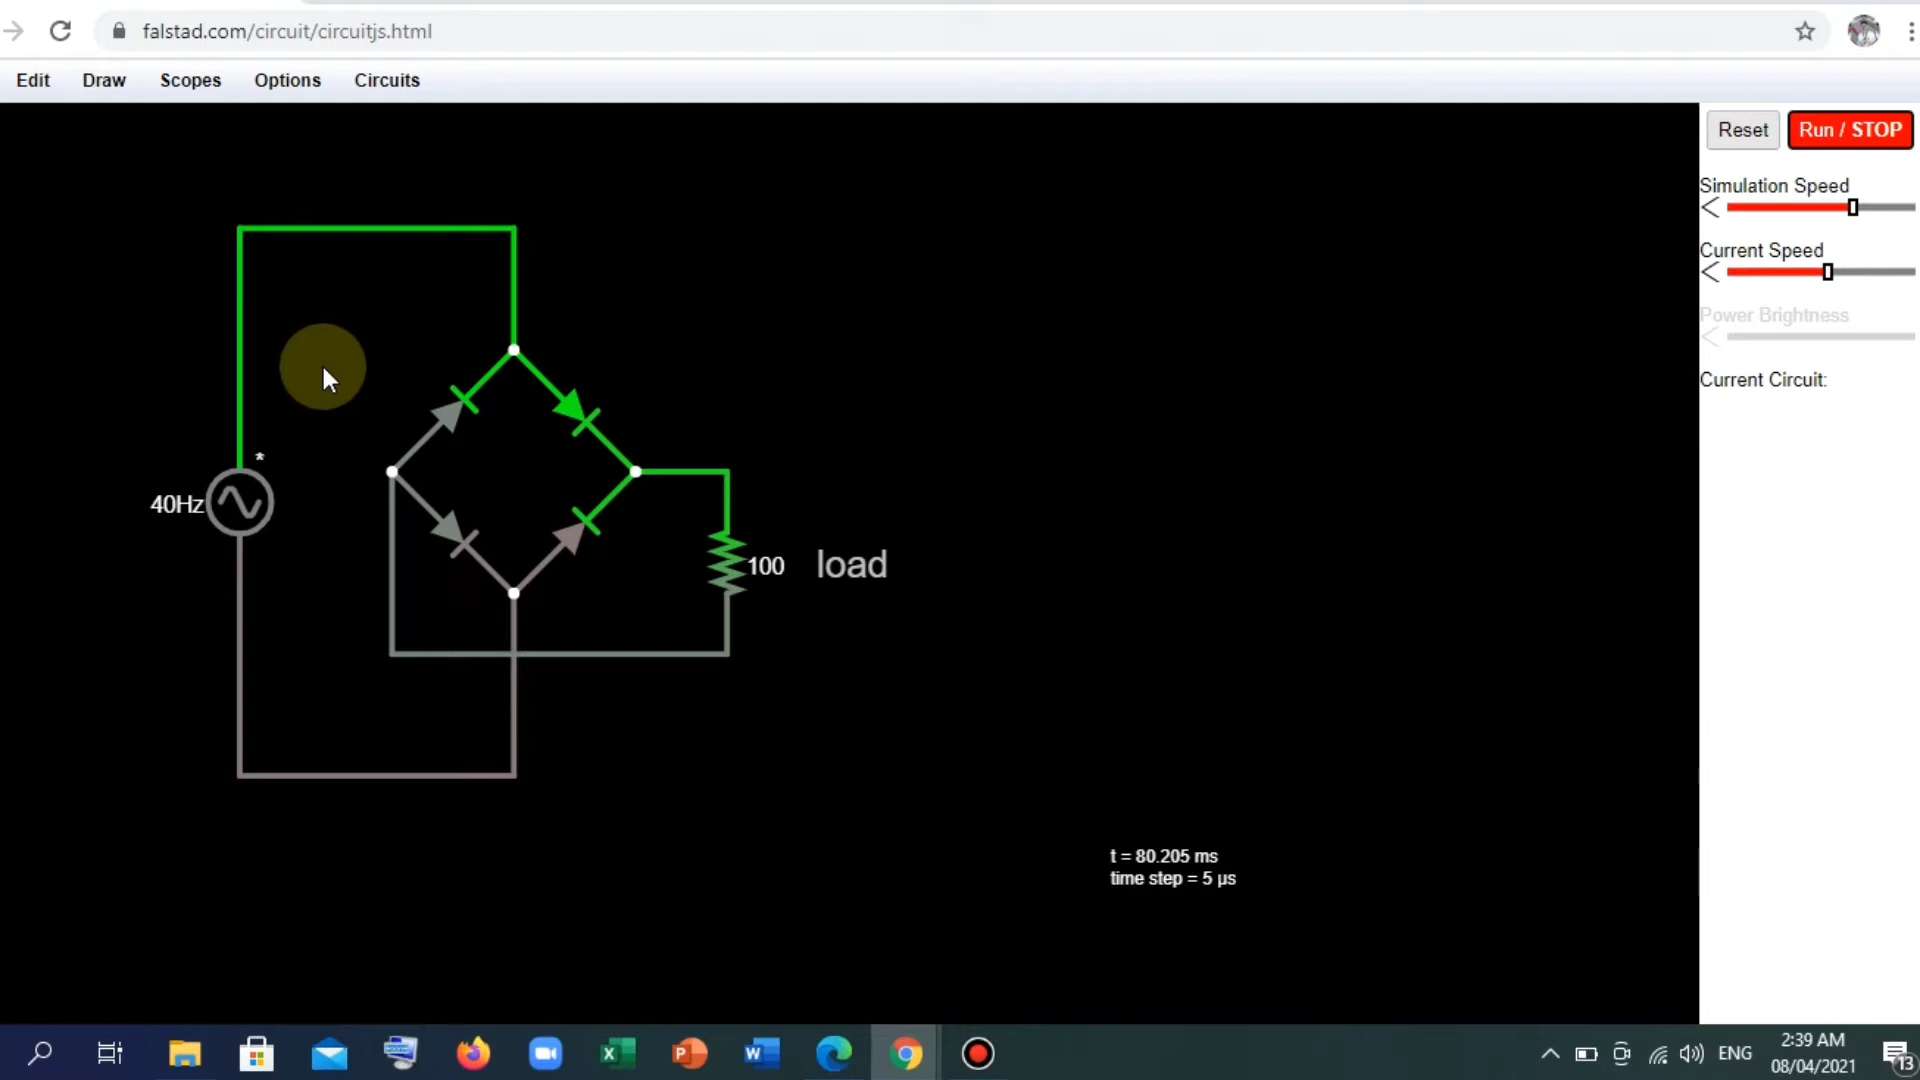 falstad.com/circuit/circuitjs.html
Edit Draw Scopes Options Circuits
Reset Run / STOP
Simulation Speed
Current Speed
Power Brightness
Current Circuit:
*
40Hz
100 load
t = 80.205 ms
time step = 5 μs
ENG
2:39 AM
08/04/2021
13